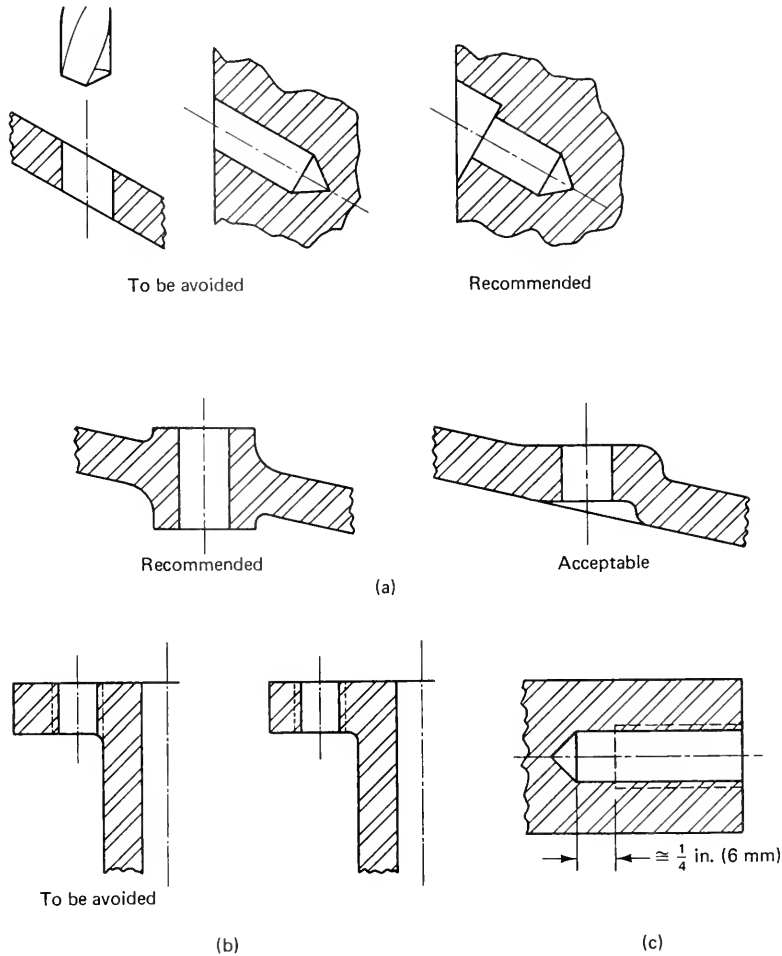 To be avoided
Recommended
Recommended
Acceptable
(a)
≅ 1/4 in. (6 mm)
To be avoided
(b)
(c)